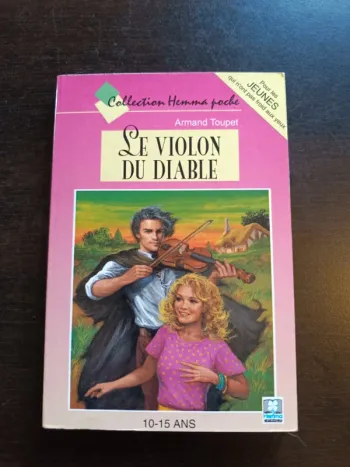 Collection Hemma poche
Pour les
JEUNES
qui n'ont pas froid aux yeux
Armand Toupet
LE VIOLON
DU DIABLE
10-15 ANS
Hemma